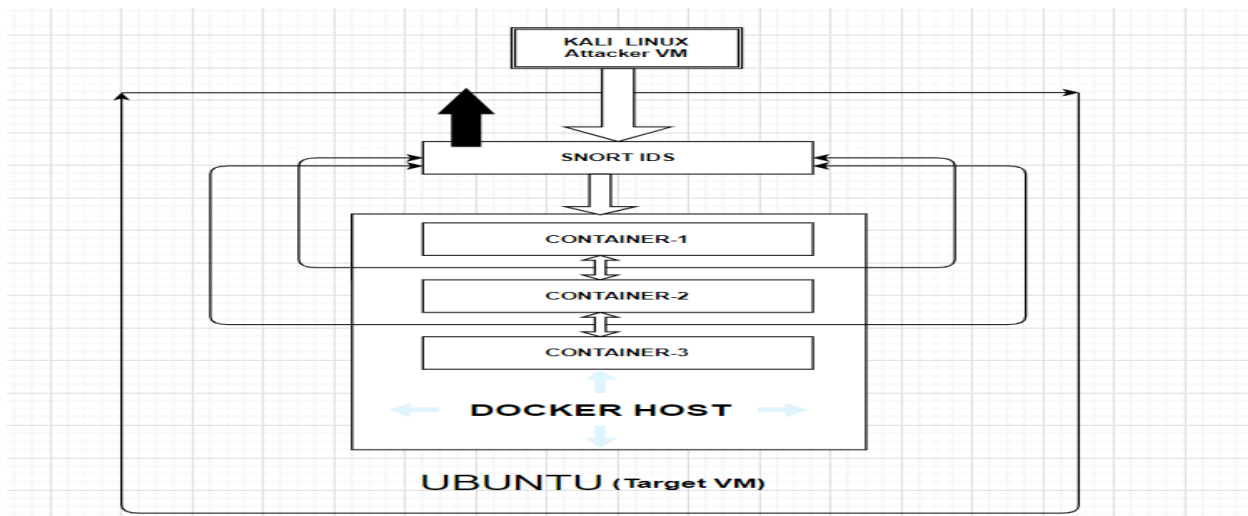 KALI LINUX
Attacker VM
SNORT IDS
CONTAINER-1
CONTAINER-2
CONTAINER-3
DOCKER HOST
UBUNTU (Target VM)